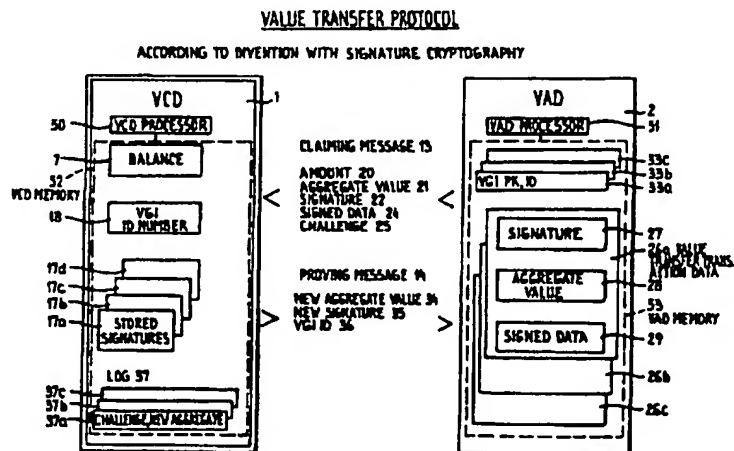 VALUE TRANSFER PROTOCOL
ACCORDING TO INVENTION WITH SIGNATURE CRYPTOGRAPHY
VCD
1
50
VCD PROCESSOR
7
BALANCE
52
VCD MEMORY
18
VGI
ID NUMBER
17d
17c
17b
17a
STORED
SIGNATURES
LOG 37
37c
37b
37a
CHALLENGE, NEW AGGREGATE
CLAIMING MESSAGE 13
AMOUNT 20
AGGREGATE VALUE 21
SIGNATURE 22
SIGNED DATA 24
CHALLENGE 25
<
<
PROVING MESSAGE 14
NEW AGGREGATE VALUE 34
NEW SIGNATURE 35
VGI ID 36
>
>
VAD
2
VAD PROCESSOR
51
33c
33b
33a
VGI PK, ID
SIGNATURE
27
26a VALUE
TRANSFER TRANS-
ACTION DATA
AGGREGATE
VALUE
28
53
VAD MEMORY
SIGNED DATA
29
26b
26c